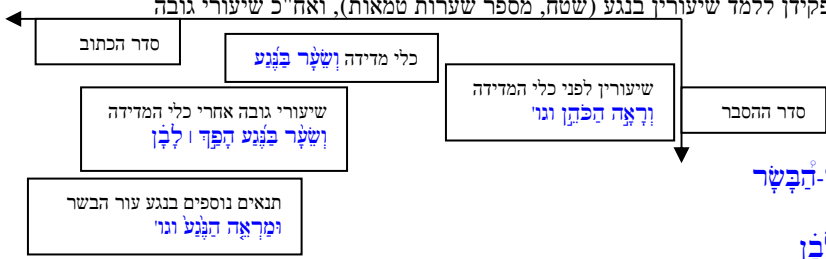 פקידן ללמד שיעורין בנגע (שטח, מספר שערות טמאות), ואח"כ שיעורי גובה
סדר הכתוב
כלי מדידה וְשֵׂעָ֨ר בַּנֶּ֜גַע
שיעורין לפני כלי המדידה
וְרָאָ֣ה הַכֹּהֵ֣ן וגו'
סדר ההסבר
שיעורי גובה אחרי כלי המדידה
וְשֵׂעָ֨ר בַּנֶּ֜גַע הָפַ֣ךְ ׀ לָבָ֗ן
הַבָּשָׂר
תנאים נוספים בנגע עור הבשר
וּמַרְאֵ֤ה הַנֶּ֙גַע֙ וגו'